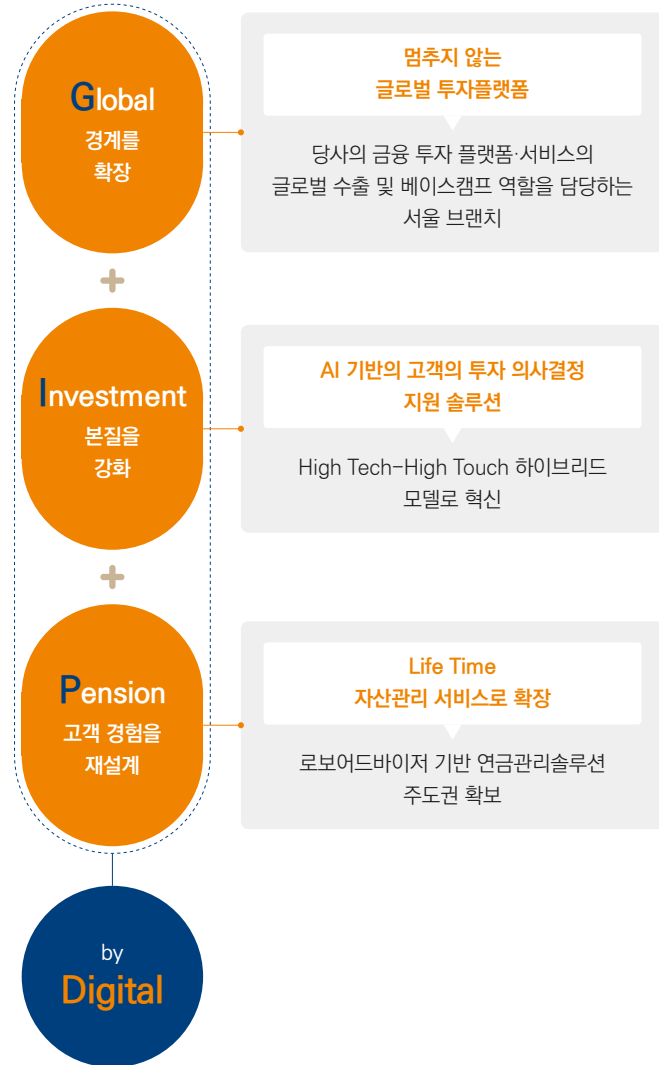 Global
경계를
확장
멈추지 않는
글로벌 투자플랫폼
당사의 금융 투자 플랫폼·서비스의
글로벌 수출 및 베이스캠프 역할을 담당하는
서울 브랜치
+
Investment
본질을
강화
AI 기반의 고객의 투자 의사결정
지원 솔루션
High Tech-High Touch 하이브리드
모델로 혁신
+
Pension
고객 경험을
재설계
Life Time
자산관리 서비스로 확장
로보어드바이저 기반 연금관리솔루션
주도권 확보
by
Digital